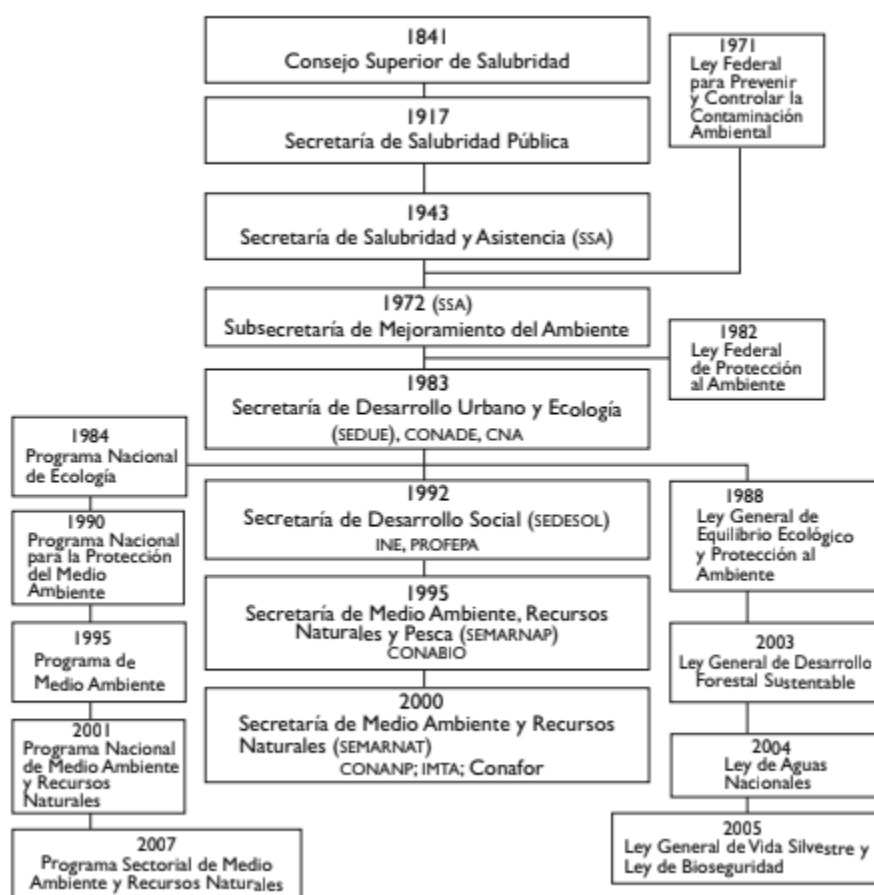 1841
Consejo Superior de Salubridad
1971
Ley Federal
para Prevenir
y Controlar la
Contaminación
Ambiental
1917
Secretaría de Salubridad Pública
1943
Secretaría de Salubridad y Asistencia (SSA)
1972 (SSA)
Subsecretaría de Mejoramiento del Ambiente
1982
Ley Federal
de Protección
al Ambiente
1983
Secretaría de Desarrollo Urbano y Ecología
(SEDUE), CONADE, CNA
1984
Programa Nacional
de Ecología
1990
Programa Nacional
para la Protección
del Medio
Ambiente
1995
Programa de
Medio Ambiente
2001
Programa Nacional
de Medio Ambiente
y Recursos
Naturales
2007
Programa Sectorial de Medio
Ambiente y Recursos Naturales
1992
Secretaría de Desarrollo Social (SEDESOL)
INE, PROFEPA
1995
Secretaría de Medio Ambiente, Recursos
Naturales y Pesca (SEMARNAP)
CONABIO
2000
Secretaría de Medio Ambiente y Recursos
Naturales (SEMARNAT)
CONANP; IMTA; Conafor
1988
Ley General de
Equilibrio Ecológico
y Protección al
Ambiente
2003
Ley General de Desarrollo
Forestal Sustentable
2004
Ley de Aguas
Nacionales
2005
Ley General de Vida Silvestre y
Ley de Bioseguridad